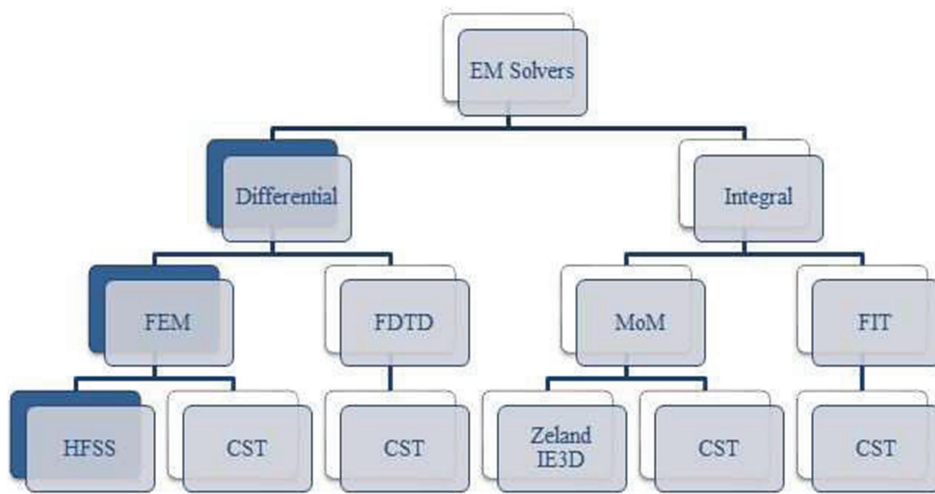 EM Solvers
Differential
Integral
FEM
FDTD
MoM
FIT
HFSS
CST
CST
Zeland
IE3D
CST
CST